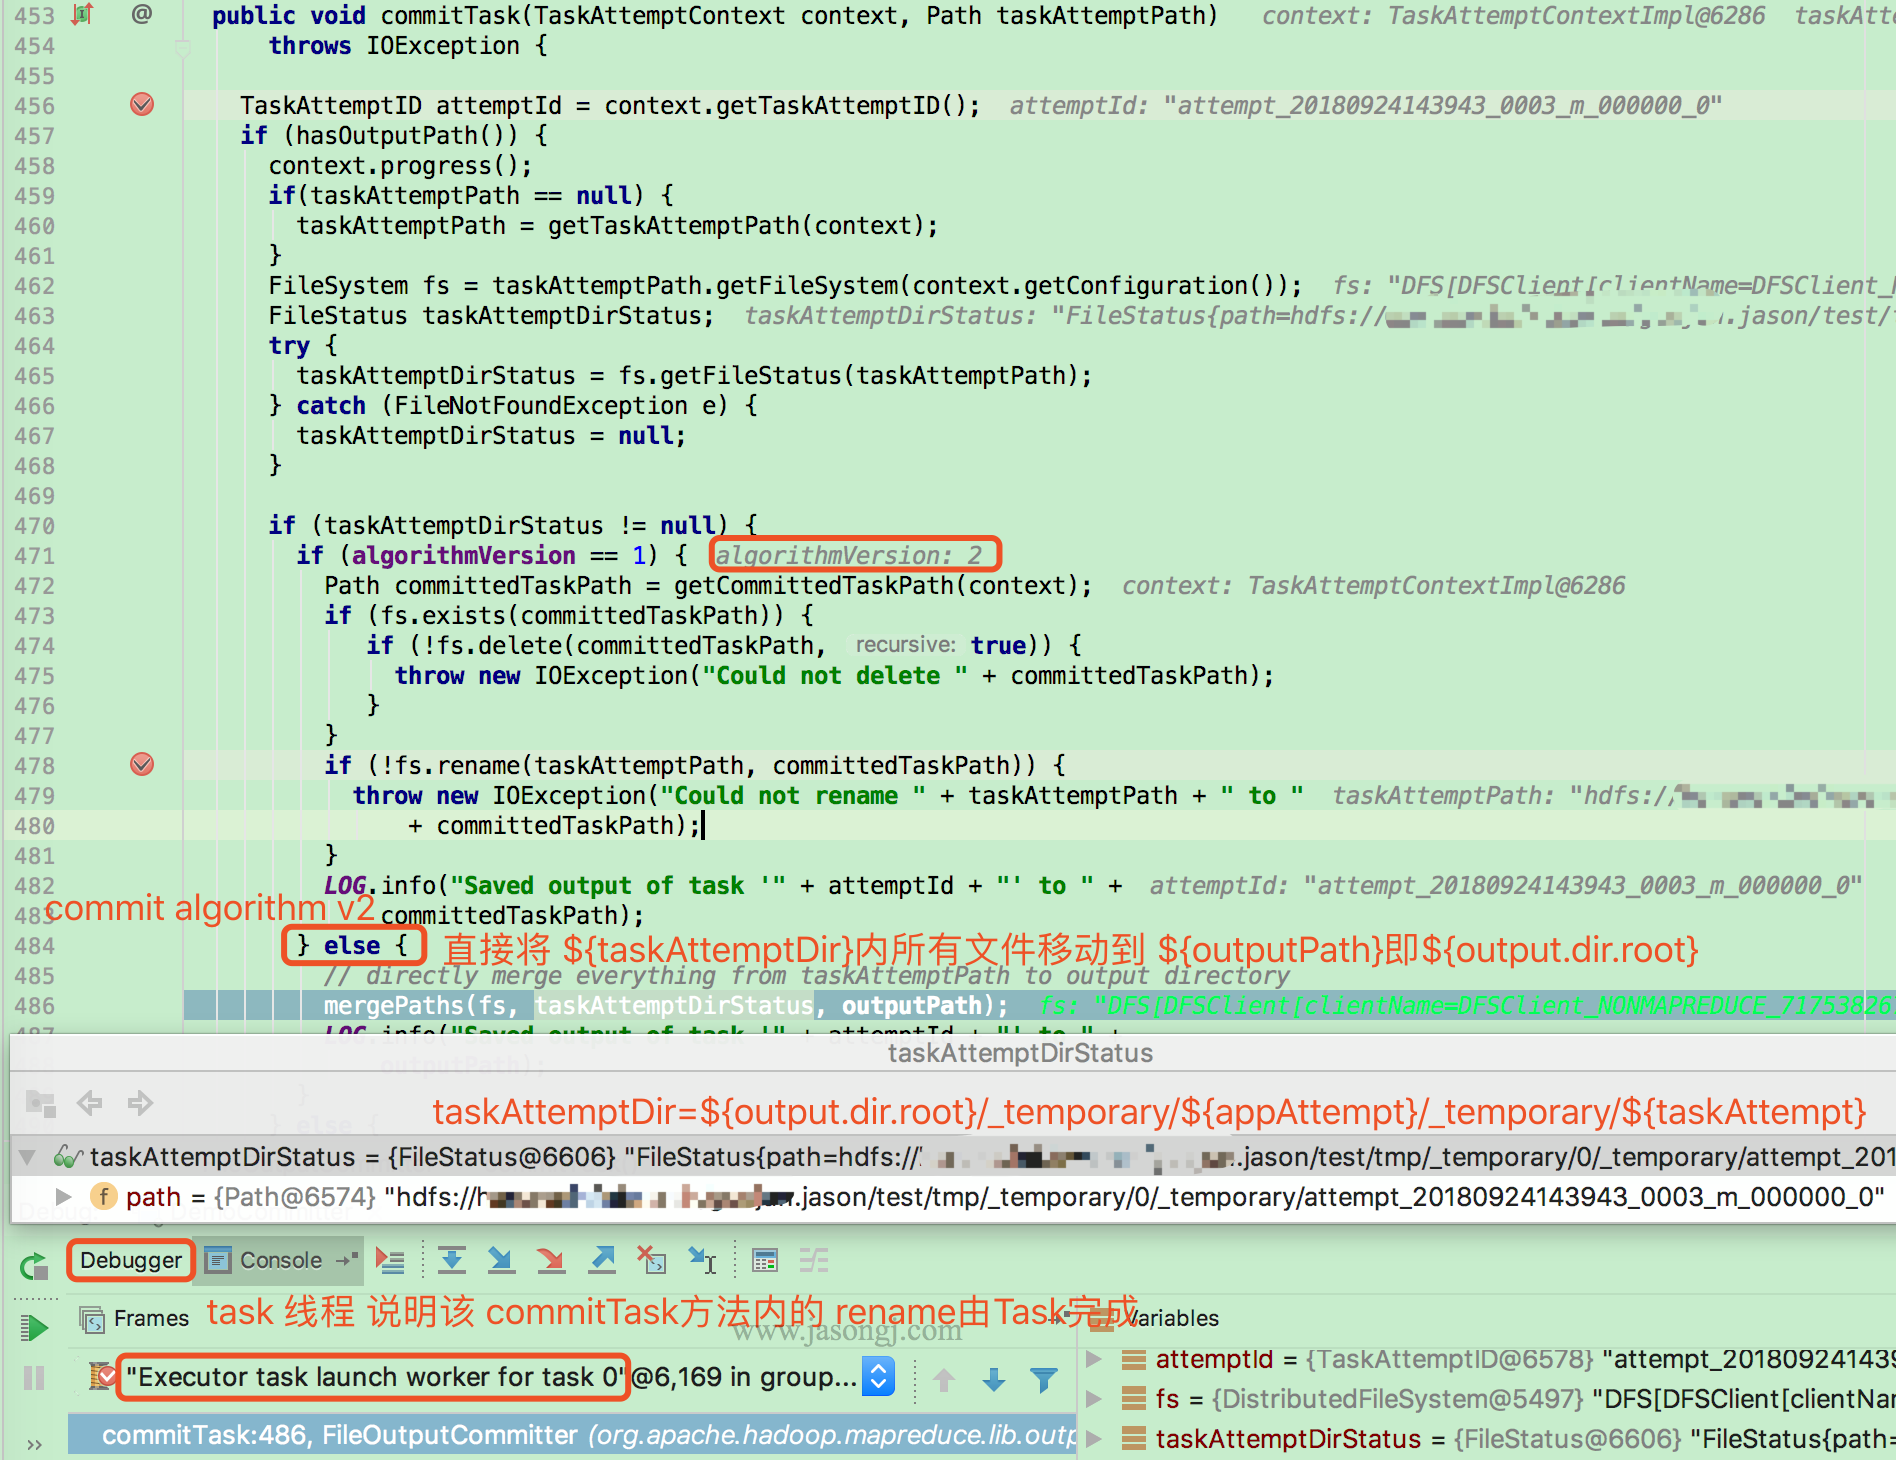 453 @ public void commitTask(TaskAttemptContext context, Path taskAttemptPath) context: TaskAttemptContextImpl@6286
454 throws IOException {
455
456 TaskAttemptID attemptId = context.getTaskAttemptID(); attemptId: "attempt_20180924143943_0003_m_000000_0"
457 if (hasOutputPath()) {
458 context.progress();
459 if(taskAttemptPath == null) {
460 taskAttemptPath = getTaskAttemptPath(context);
461 }
462 FileSystem fs = taskAttemptPath.getFileSystem(context.getConfiguration()); fs: "DFS[DFSClient[clientName=DFSClient_
463 FileStatus taskAttemptDirStatus; taskAttemptDirStatus: "FileStatus{path=hdfs:// .jason/test/
464 try {
465 taskAttemptDirStatus = fs.getFileStatus(taskAttemptPath);
466 } catch (FileNotFoundException e) {
467 taskAttemptDirStatus = null;
468 }
469
470 if (taskAttemptDirStatus != null) {
471 if (algorithmVersion == 1) { algorithmVersion: 2
472 Path committedTaskPath = getCommittedTaskPath(context); context: TaskAttemptContextImpl@6286
473 if (fs.exists(committedTaskPath)) {
474 if (!fs.delete(committedTaskPath, recursive: true)) {
475 throw new IOException("Could not delete " + committedTaskPath);
476 }
477 }
478 if (!fs.rename(taskAttemptPath, committedTaskPath)) {
479 throw new IOException("Could not rename " + taskAttemptPath + " to " taskAttemptPath: "hdfs://
480 + committedTaskPath);
481 }
482 LOG.info("Saved output of task '" + attemptId + "' to " + attemptId: "attempt_20180924143943_0003_m_000000_0"
commit algorithm v2
483 committedTaskPath);
484 } else { 直接将 ${taskAttemptDir}内所有文件移动到 ${outputPath}即${output.dir.root}
485 // directly merge everything from taskAttemptPath to output directory
486 mergePaths(fs, taskAttemptDirStatus, outputPath); fs: "DFS[DFSClient[clientName=DFSClient_NONMAPREDUCE_71753826
487 LOG.info("Saved output of task '" + attemptId + "' to " +
taskAttemptDirStatus
outputPath);
}
taskAttemptDir=${output.dir.root}/_temporary/${appAttempt}/_temporary/${taskAttempt}
} else {
taskAttemptDirStatus = {FileStatus@6606} "FileStatus{path=hdfs:// .jason/test/tmp/_temporary/0/_temporary/attempt_201
f path = {Path@6574} "hdfs://h .jason/test/tmp/_temporary/0/_temporary/attempt_20180924143943_0003_m_000000_0"
Debugger Console
Frames task 线程 说明该 commitTask方法内的 rename由Task完成 Variables
www.jasongj.com
"Executor task launch worker for task 0"@6,169 in group...
attemptId = {TaskAttemptID@6578} "attempt_2018092414394
fs = {DistributedFileSystem@5497} "DFS[DFSClient[clientNa
commitTask:486, FileOutputCommitter (org.apache.hadoop.mapreduce.lib.outp
taskAttemptDirStatus = {FileStatus@6606} "FileStatus{path=